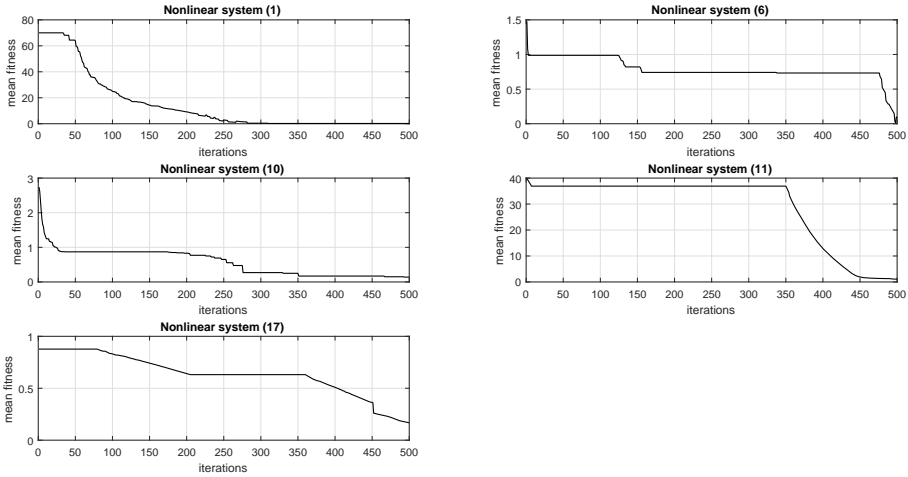 Nonlinear system (1)
80
60
40
20
0
mean fitness
0 50 100 150 200 250 300 350 400 450 500
iterations
Nonlinear system (6)
1.5
1
0.5
0
mean fitness
0 50 100 150 200 250 300 350 400 450 500
iterations
Nonlinear system (10)
3
2
1
0
mean fitness
0 50 100 150 200 250 300 350 400 450 500
iterations
Nonlinear system (11)
40
30
20
10
0
mean fitness
0 50 100 150 200 250 300 350 400 450 500
iterations
Nonlinear system (17)
1
0.5
0
mean fitness
0 50 100 150 200 250 300 350 400 450 500
iterations